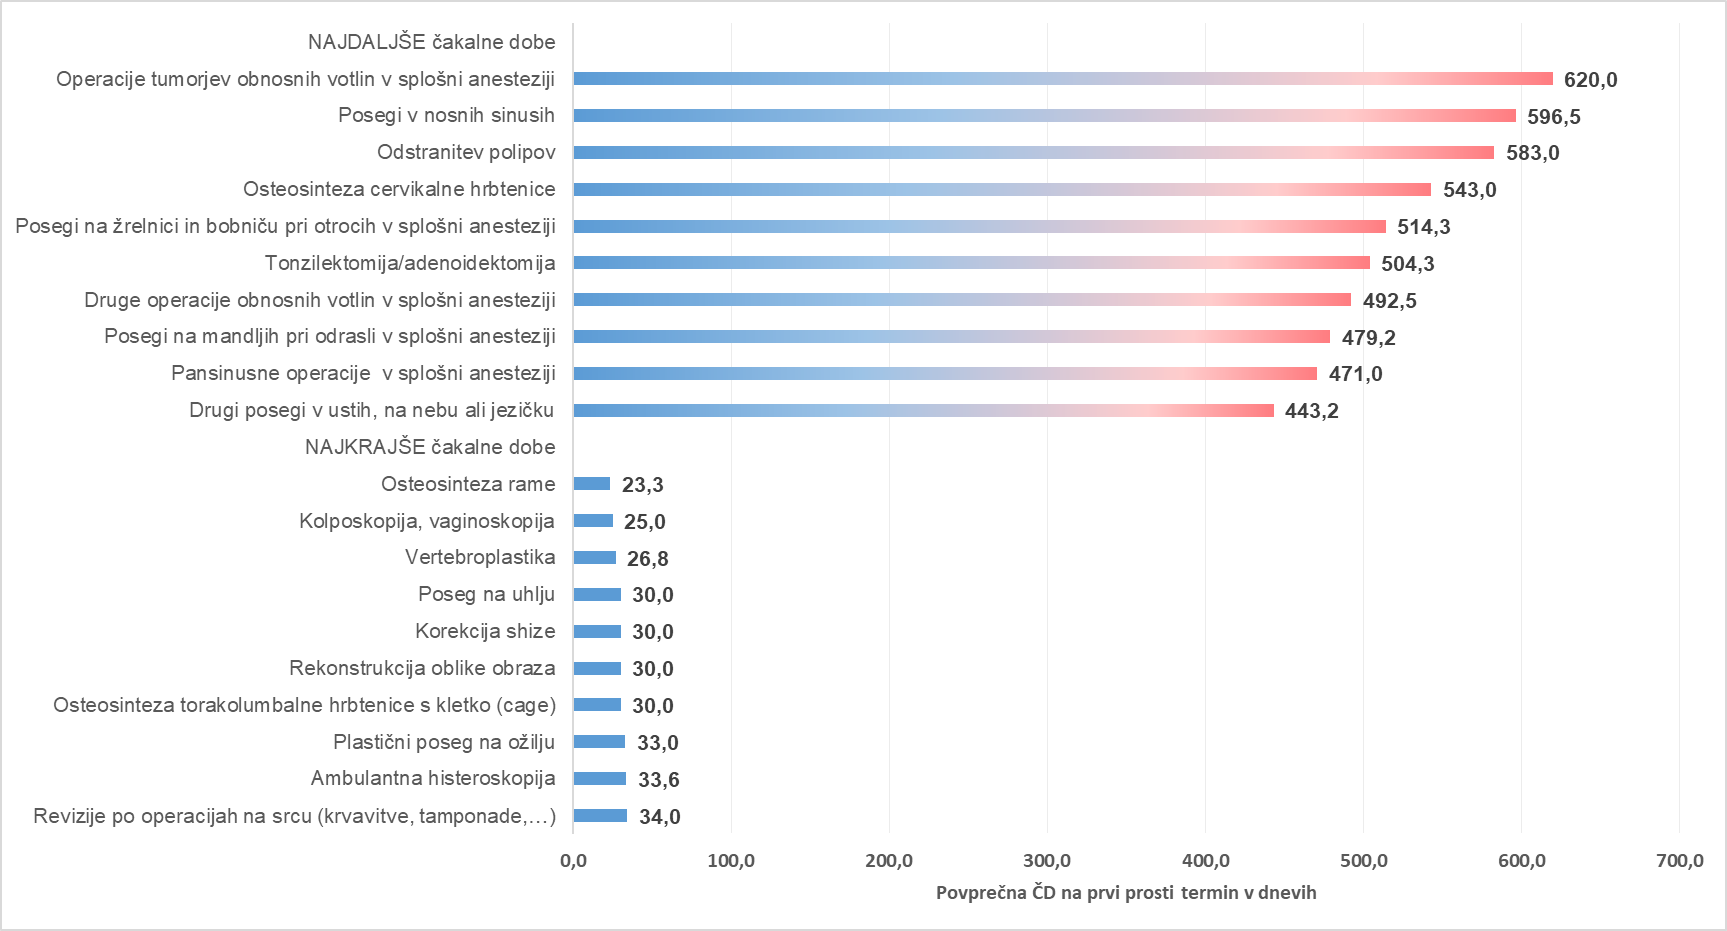 NAJDALJŠE čakalne dobe
Operacije tumorjev obnosnih votlin v splošni anesteziji 620,0
Posegi v nosnih sinusih 596,5
Odstranitev polipov 583,0
Osteosinteza cervikalne hrbtenice 543,0
Posegi na žrelnici in bobniču pri otrocih v splošni anesteziji 514,3
Tonzilektomija/adenoidektomija 504,3
Druge operacije obnosnih votlin v splošni anesteziji 492,5
Posegi na mandljih pri odrasli v splošni anesteziji 479,2
Pansinusne operacije  v splošni anesteziji 471,0
Drugi posegi v ustih, na nebu ali jezičku 443,2
NAJKRAJŠE čakalne dobe
Osteosinteza rame 23,3
Kolposkopija, vaginoskopija 25,0
Vertebroplastika 26,8
Poseg na uhlju 30,0
Korekcija shize 30,0
Rekonstrukcija oblike obraza 30,0
Osteosinteza torakolumbalne hrbtenice s kletko (cage) 30,0
Plastični poseg na ožilju 33,0
Ambulantna histeroskopija 33,6
Revizije po operacijah na srcu (krvavitve, tamponade,…) 34,0
0,0 100,0 200,0 300,0 400,0 500,0 600,0 700,0
Povprečna ČD na prvi prosti termin v dnevih